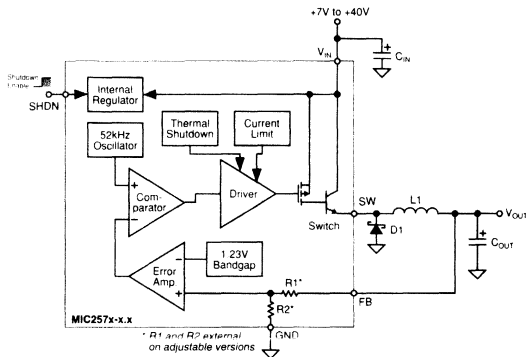 +7V to +40V
VIN
CIN
Shutdown
Enable
SHDN
Internal
Regulator
Thermal
Shutdown
Current
Limit
52kHz
Oscillator
+
Com-
parator
−
Driver
SW
L1
VOUT
Switch
D1
COUT
+
Error
Amp.
−
+
1.23V
Bandgap
R1*
FB
R2*
MIC257x-x.x
GND
* R1 and R2 external
on adjustable versions